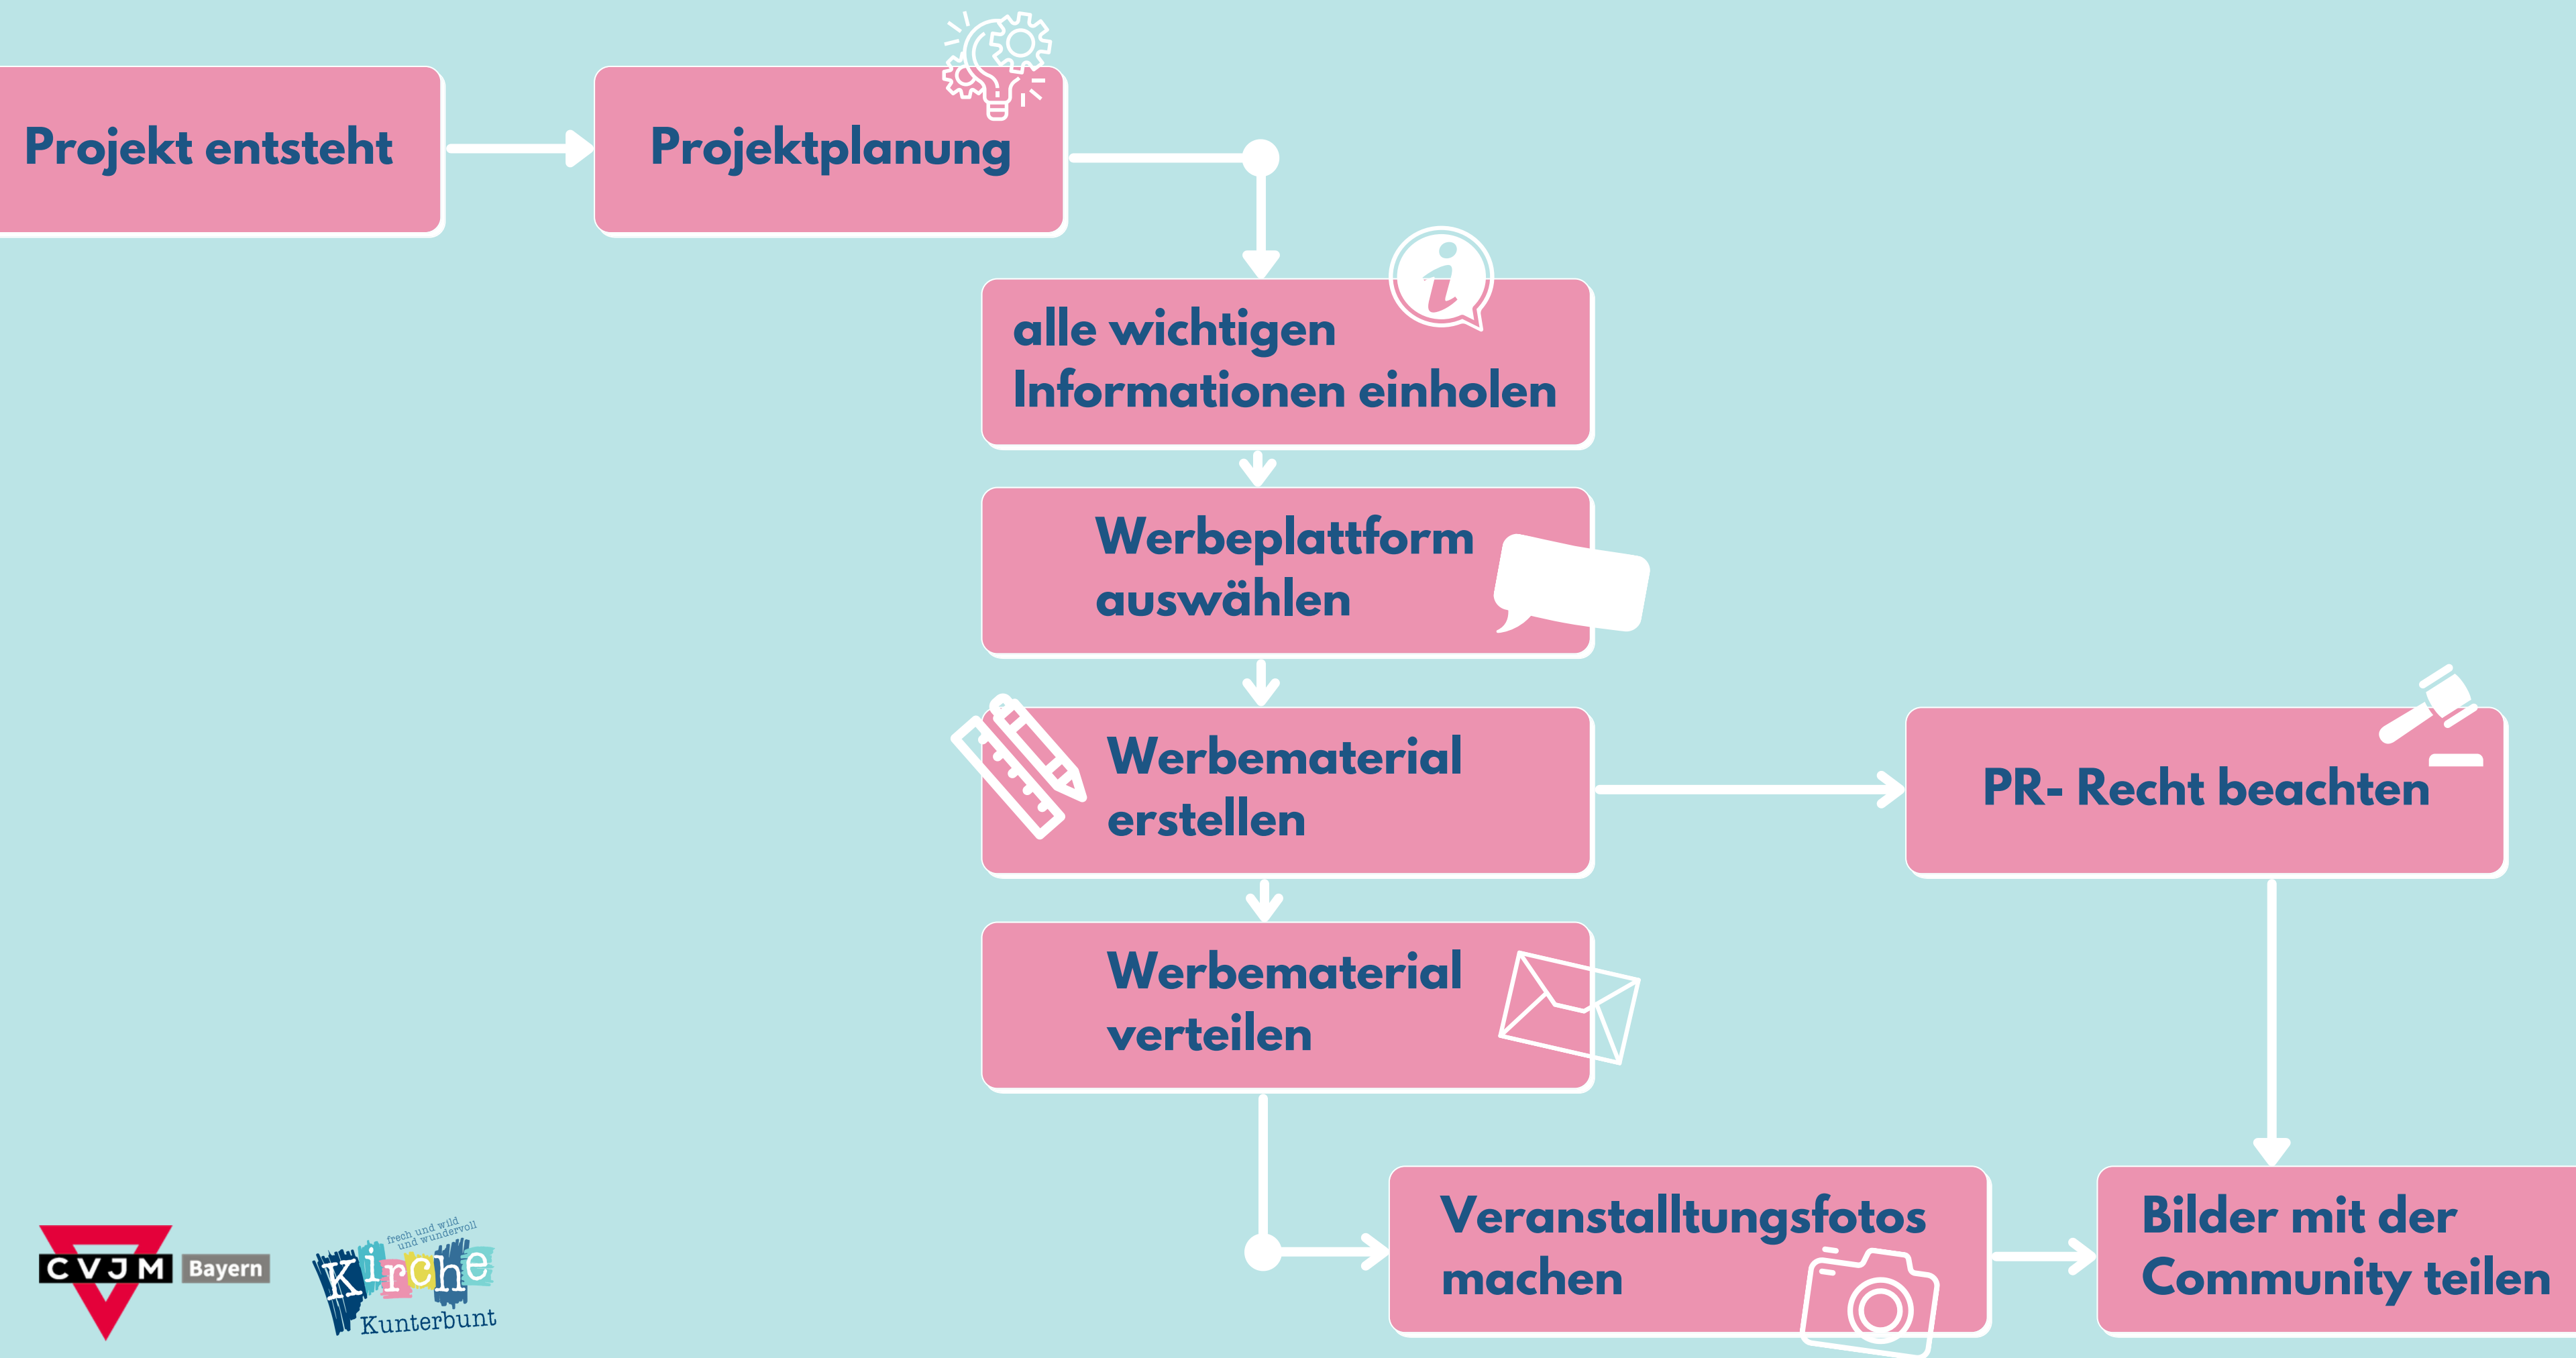 Projekt entsteht
Projektplanung
alle wichtigen
Informationen einholen
Werbeplattform
auswählen
Werbematerial
erstellen
PR- Recht beachten
Werbematerial
verteilen
Veranstalltungsfotos
machen
Bilder mit der
Community teilen
CVJM Bayern
frech und wild
und wundervoll
Kirche
Kunterbunt